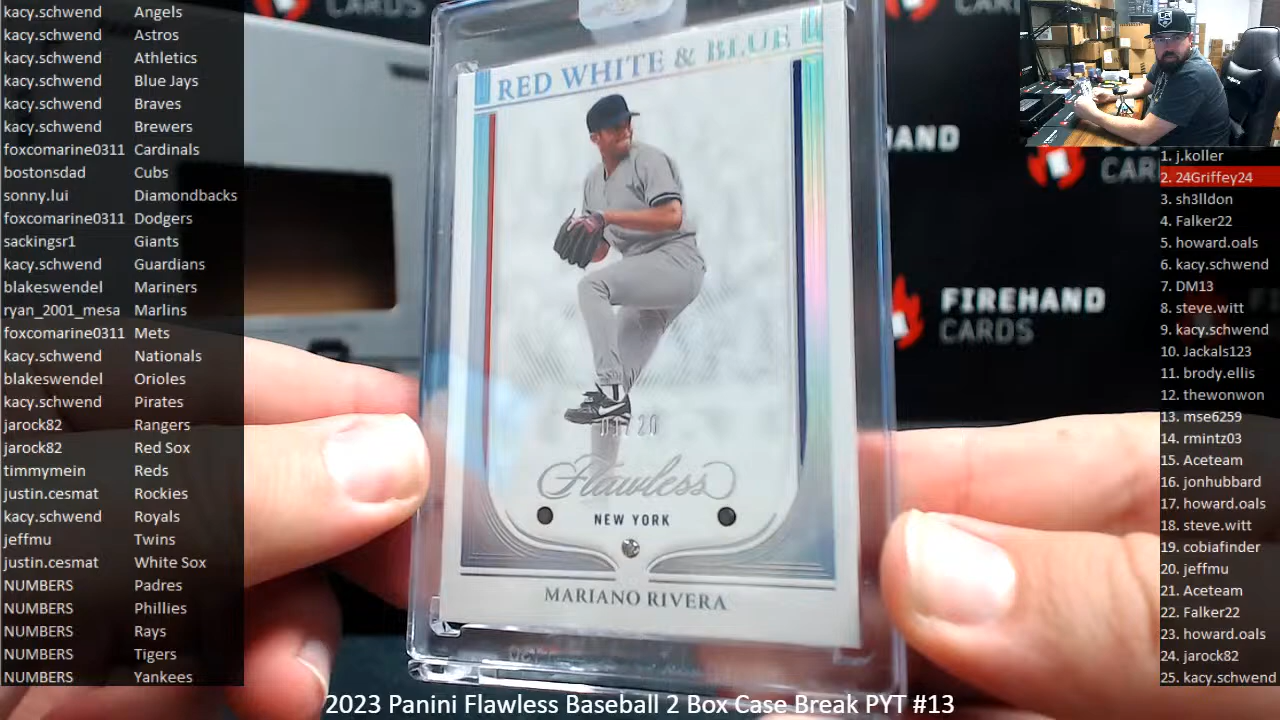 kacy.schwend Angels
kacy.schwend Astros
kacy.schwend Athletics
kacy.schwend Blue Jays
kacy.schwend Braves
kacy.schwend Brewers
foxcomarine0311 Cardinals
bostonsdad Cubs
sonny.lui Diamondbacks
foxcomarine0311 Dodgers
sackingsr1 Giants
kacy.schwend Guardians
blakeswendel Mariners
ryan_2001_mesa Marlins
foxcomarine0311 Mets
kacy.schwend Nationals
blakeswendel Orioles
kacy.schwend Pirates
jarock82 Rangers
jarock82 Red Sox
timmymein Reds
justin.cesmat Rockies
kacy.schwend Royals
jeffmu Twins
justin.cesmat White Sox
NUMBERS Padres
NUMBERS Phillies
NUMBERS Rays
NUMBERS Tigers
NUMBERS Yankees
CARDS
RED WHITE & BLUE
Flawless
NEW YORK
MARIANO RIVERA
FIREHAND
CARDS
1. j.koller
2. 24Griffey24
3. sh3lldon
4. Falker22
5. howard.oals
6. kacy.schwend
7. DM13
8. steve.witt
9. kacy.schwend
10. Jackals123
11. brody.ellis
12. thewonwon
13. mse6259
14. rmintz03
15. Aceteam
16. jonhubbard
17. howard.oals
18. steve.witt
19. cobiafinder
20. jeffmu
21. Aceteam
22. Falker22
23. howard.oals
24. jarock82
25. kacy.schwend
2023 Panini Flawless Baseball 2 Box Case Break PYT #13